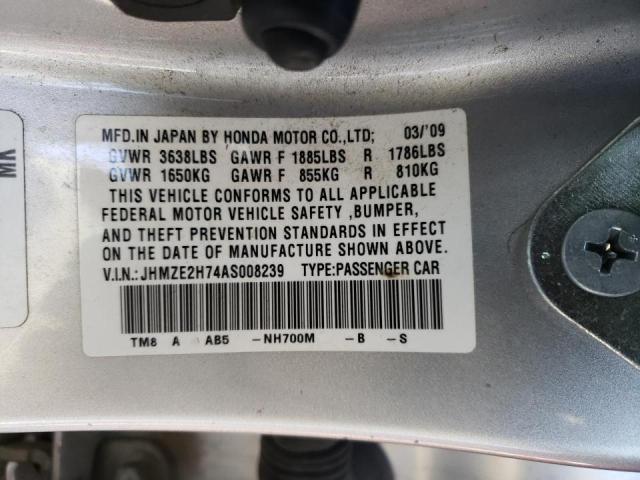 MFD.IN JAPAN BY HONDA MOTOR CO.,LTD; 03/'09
GVWR 3638LBS GAWR F 1885LBS R 1786LBS
GVWR 1650KG GAWR F 855KG R 810KG
THIS VEHICLE CONFORMS TO ALL APPLICABLE
FEDERAL MOTOR VEHICLE SAFETY ,BUMPER,
AND THEFT PREVENTION STANDARDS IN EFFECT
ON THE DATE OF MANUFACTURE SHOWN ABOVE.
V.I.N.:JHMZE2H74AS008239 TYPE:PASSENGER CAR
TM8 A AB5 -NH700M -B -S
MK